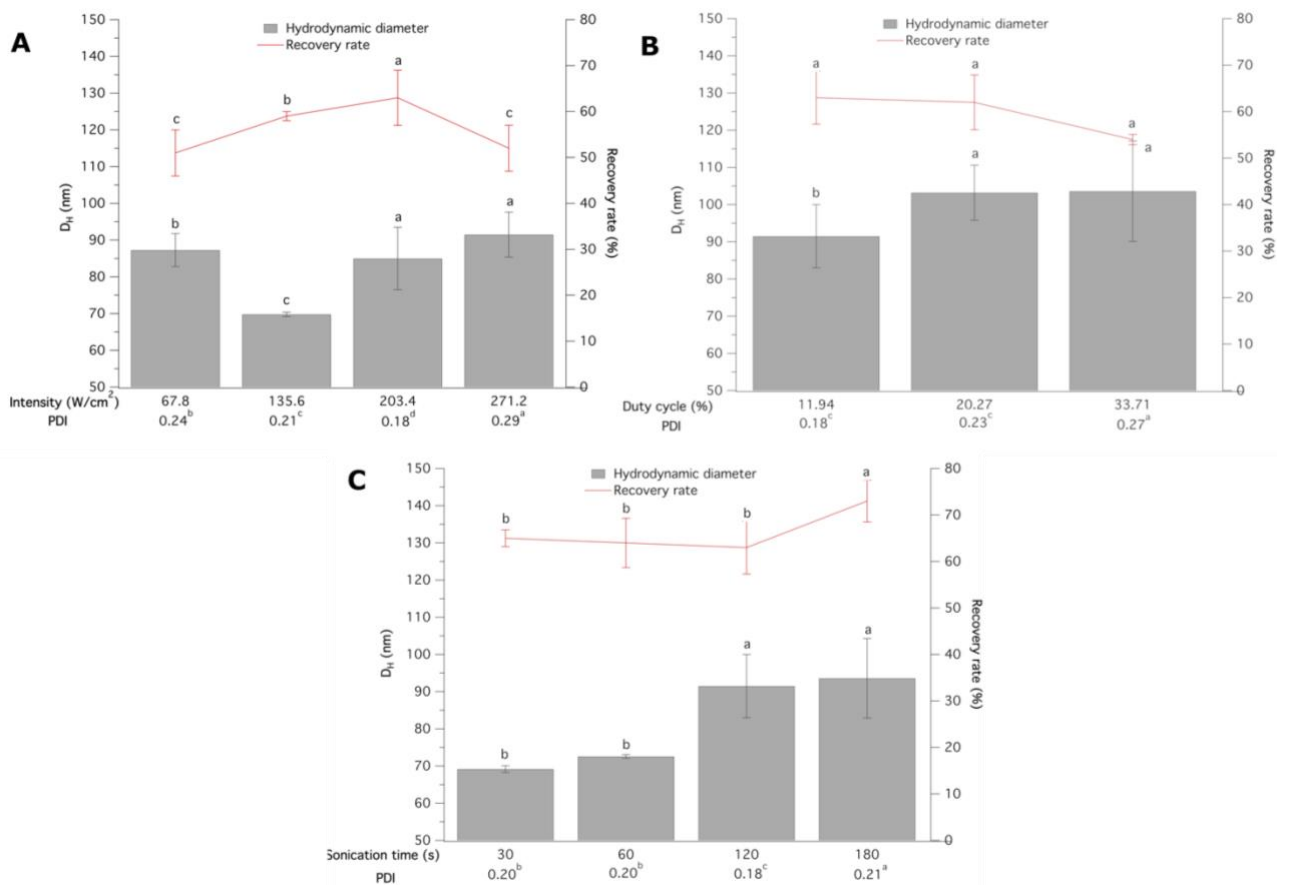 A
Hydrodynamic diameter
Recovery rate
150
140
130
120
110
100
90
80
70
60
50
D_H (nm)
80
70
60
50
40
30
20
10
0
Recovery rate (%)
c
b
a
c
b
c
a
a
Intensity (W/cm²) 67.8 135.6 203.4 271.2
PDI 0.24ᵇ 0.21ᶜ 0.18ᵈ 0.29ᵃ
B
Hydrodynamic diameter
Recovery rate
150
140
130
120
110
100
90
80
70
60
50
D_H (nm)
80
70
60
50
40
30
20
10
0
Recovery rate (%)
a
a
a
b
a
a
Duty cycle (%) 11.94 20.27 33.71
PDI 0.18ᶜ 0.23ᶜ 0.27ᵃ
C
Hydrodynamic diameter
Recovery rate
150
140
130
120
110
100
90
80
70
60
50
D_H (nm)
80
70
60
50
40
30
20
10
0
Recovery rate (%)
b
b
b
a
b
b
a
a
Sonication time (s) 30 60 120 180
PDI 0.20ᵇ 0.20ᵇ 0.18ᶜ 0.21ᵃ